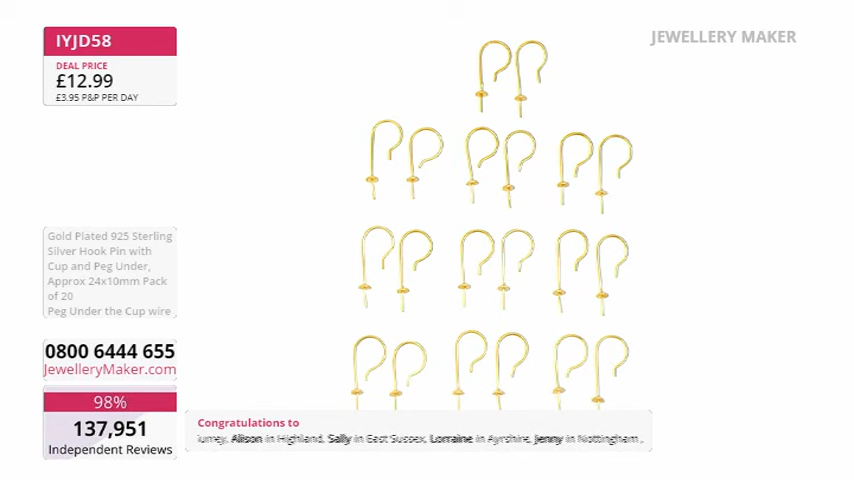 IYJD58
JEWELLERY MAKER
DEAL PRICE
£12.99
£3.95 P&P PER DAY
Gold Plated 925 Sterling
Silver Hook Pin with
Cup and Peg Under,
Approx 24x10mm Pack
of 20
Peg Under the Cup wire
0800 6444 655
JewelleryMaker.com
98%
137,951
Independent Reviews
Congratulations to
Alison in Highland, Sally in East Sussex, Lorraine in Ayrshire, Jenny in Nottingham ,